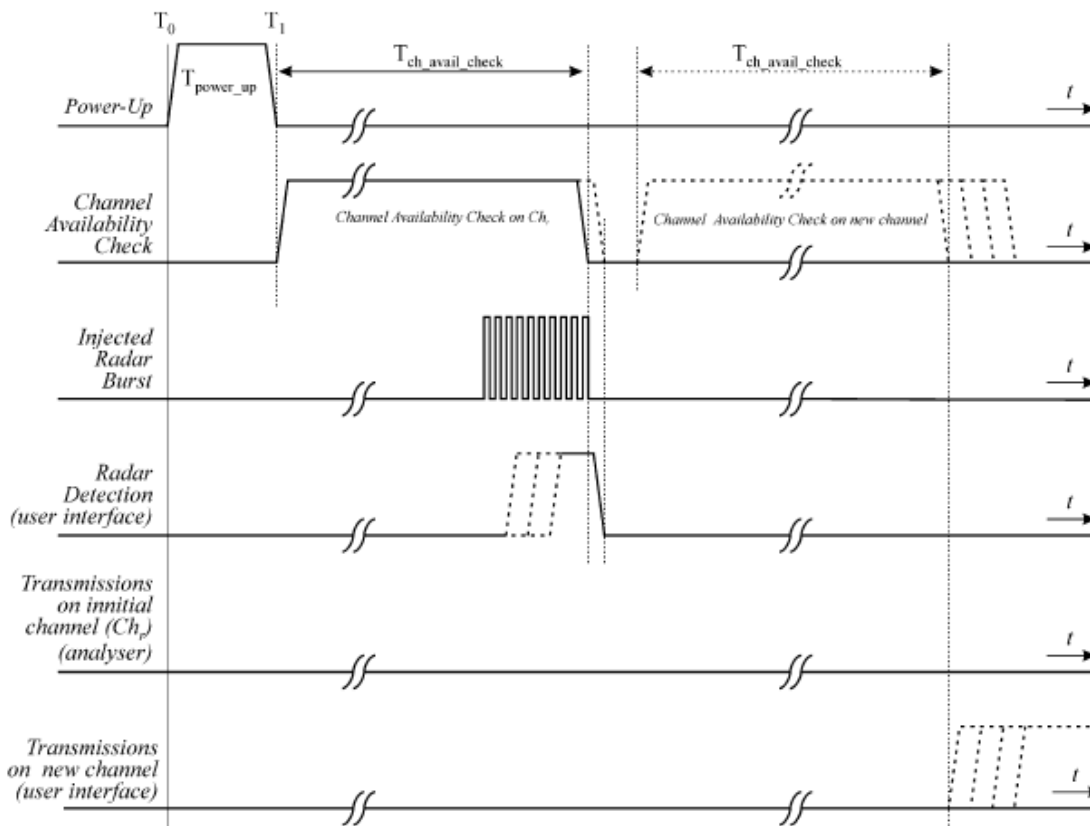 T0 T1
Tch_avail_check Tch_avail_check
Tpower_up
Power-Up t
Channel
Availability
Check
Channel Availability Check on Chr
Channel Availability Check on new channel
t
Injected
Radar
Burst
t
Radar
Detection
(user interface)
t
Transmissions
on innitial
channel (Chr)
(analyser)
t
Transmissions
on new channel
(user interface)
t